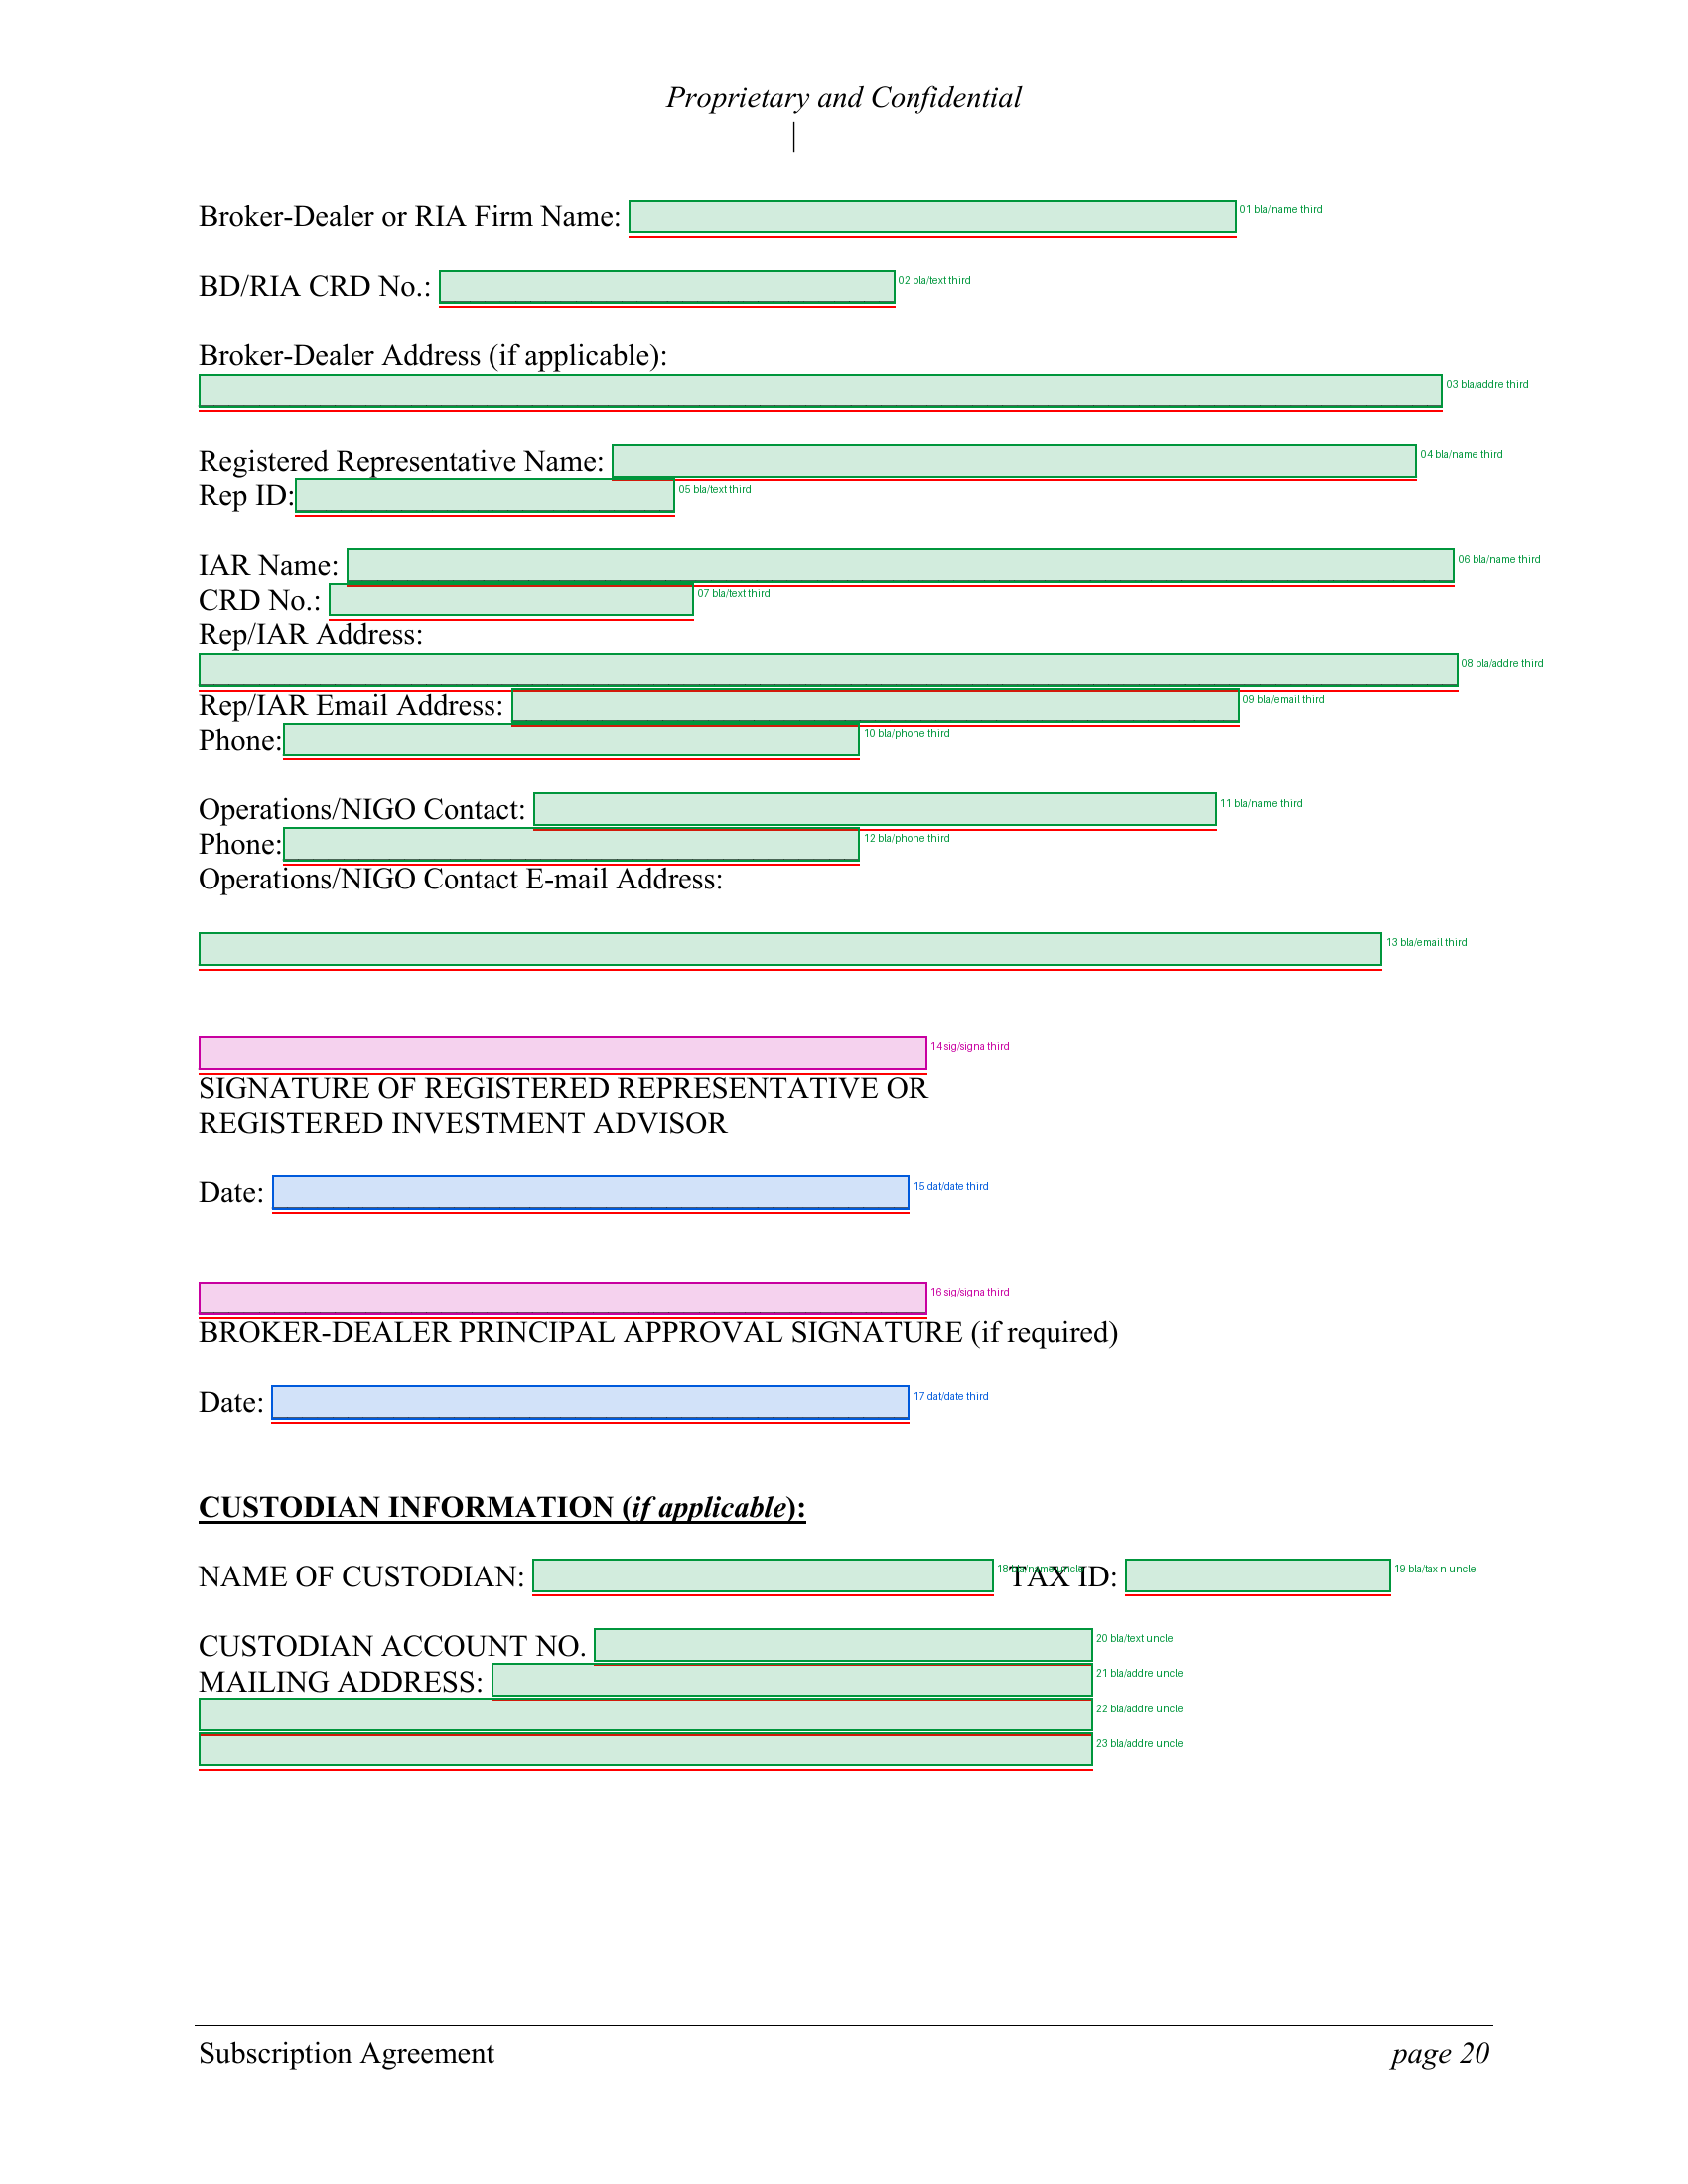 Proprietary and Confidential
Broker-Dealer or RIA Firm Name: 01 bla/name third
BD/RIA CRD No.: 02 bla/text third
Broker-Dealer Address (if applicable):
03 bla/addre third
Registered Representative Name: 04 bla/name third
Rep ID: 05 bla/text third
IAR Name: 06 bla/name third
CRD No.: 07 bla/text third
Rep/IAR Address:
08 bla/addre third
Rep/IAR Email Address: 09 bla/email third
Phone: 10 bla/phone third
Operations/NIGO Contact: 11 bla/name third
Phone: 12 bla/phone third
Operations/NIGO Contact E-mail Address:
13 bla/email third
14 sig/signa third
SIGNATURE OF REGISTERED REPRESENTATIVE OR
REGISTERED INVESTMENT ADVISOR
Date: 15 dat/date third
16 sig/signa third
BROKER-DEALER PRINCIPAL APPROVAL SIGNATURE (if required)
Date: 17 dat/date third
CUSTODIAN INFORMATION (if applicable):
NAME OF CUSTODIAN: 18 bla/name uncle TAX ID: 19 bla/tax n uncle
CUSTODIAN ACCOUNT NO. 20 bla/text uncle
MAILING ADDRESS: 21 bla/addre uncle
22 bla/addre uncle
23 bla/addre uncle
Subscription Agreement page 20